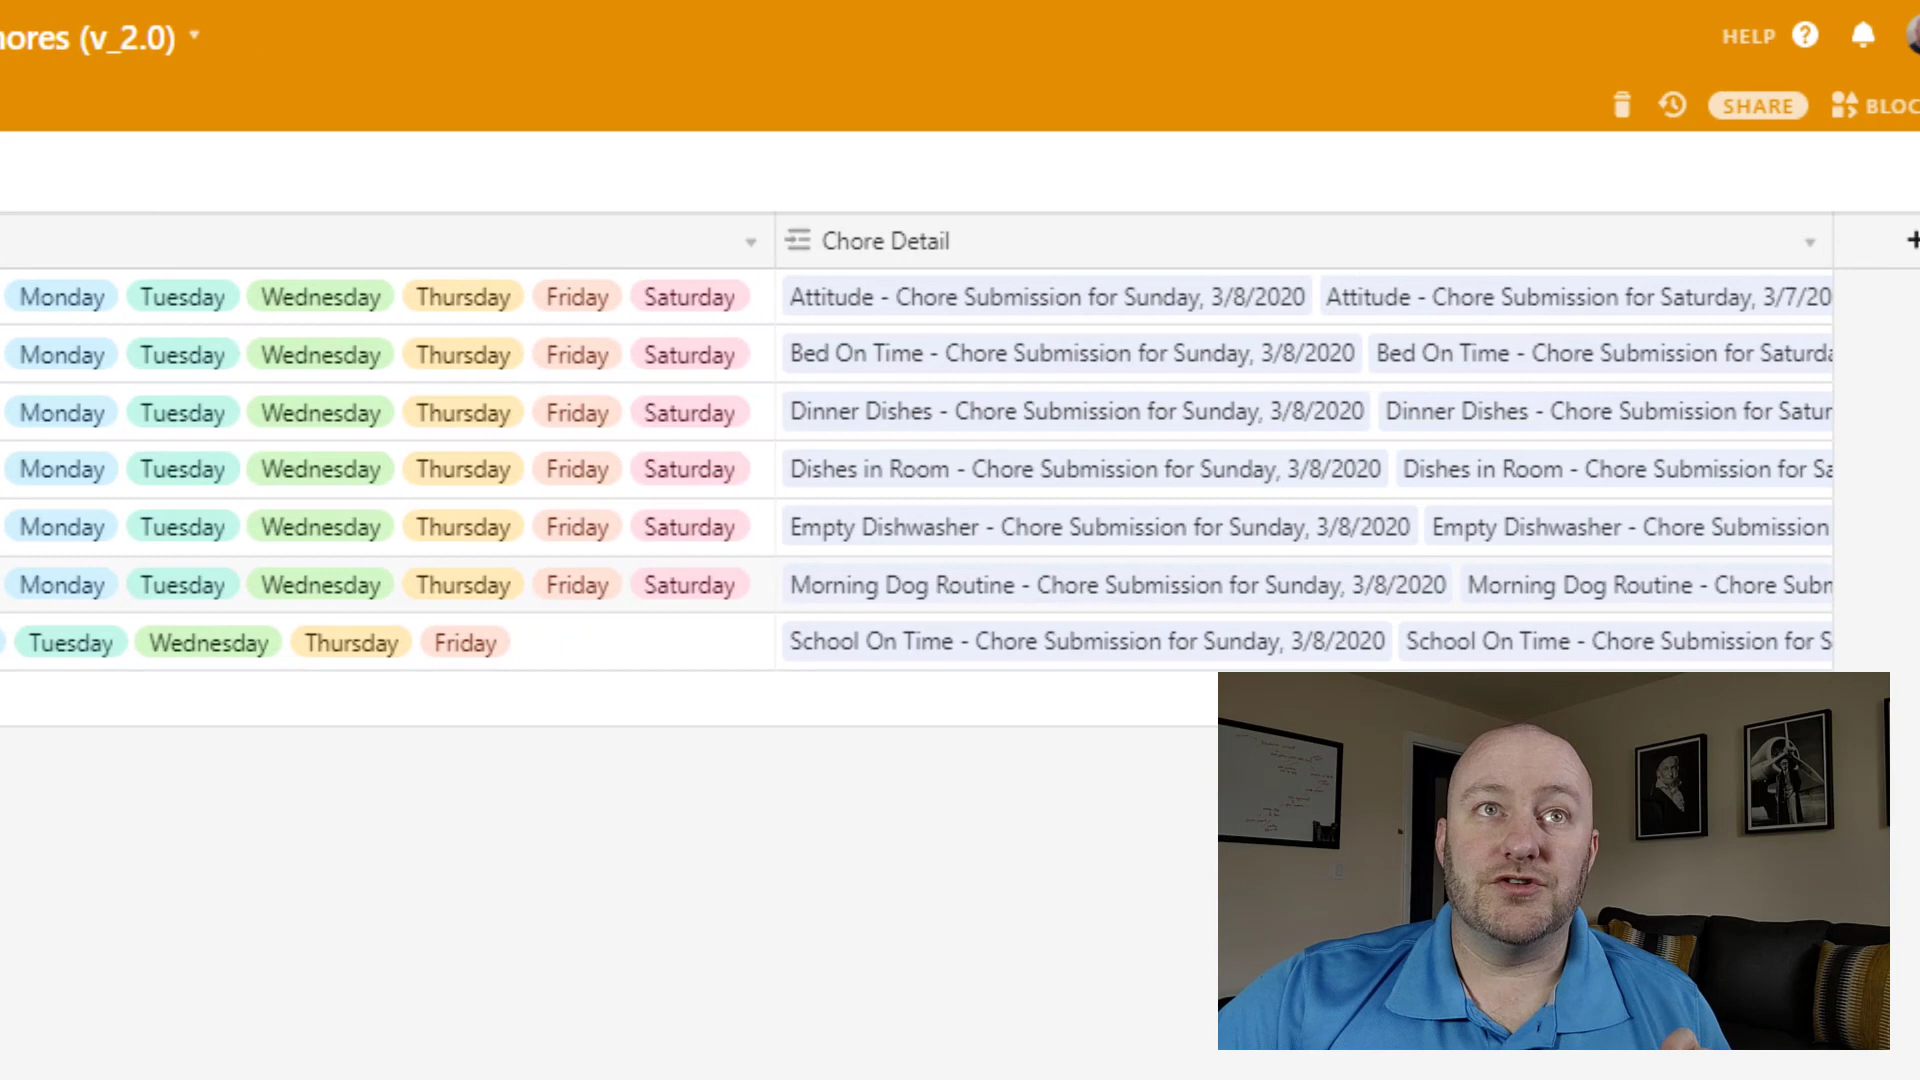 hores (v_2.0)
HELP ?
SHARE BLOC
Chore Detail +
Monday Tuesday Wednesday Thursday Friday Saturday Attitude - Chore Submission for Sunday, 3/8/2020 Attitude - Chore Submission for Saturday, 3/7/20
Monday Tuesday Wednesday Thursday Friday Saturday Bed On Time - Chore Submission for Sunday, 3/8/2020 Bed On Time - Chore Submission for Saturda
Monday Tuesday Wednesday Thursday Friday Saturday Dinner Dishes - Chore Submission for Sunday, 3/8/2020 Dinner Dishes - Chore Submission for Satur
Monday Tuesday Wednesday Thursday Friday Saturday Dishes in Room - Chore Submission for Sunday, 3/8/2020 Dishes in Room - Chore Submission for Sa
Monday Tuesday Wednesday Thursday Friday Saturday Empty Dishwasher - Chore Submission for Sunday, 3/8/2020 Empty Dishwasher - Chore Submission
Monday Tuesday Wednesday Thursday Friday Saturday Morning Dog Routine - Chore Submission for Sunday, 3/8/2020 Morning Dog Routine - Chore Subm
Tuesday Wednesday Thursday Friday School On Time - Chore Submission for Sunday, 3/8/2020 School On Time - Chore Submission for S